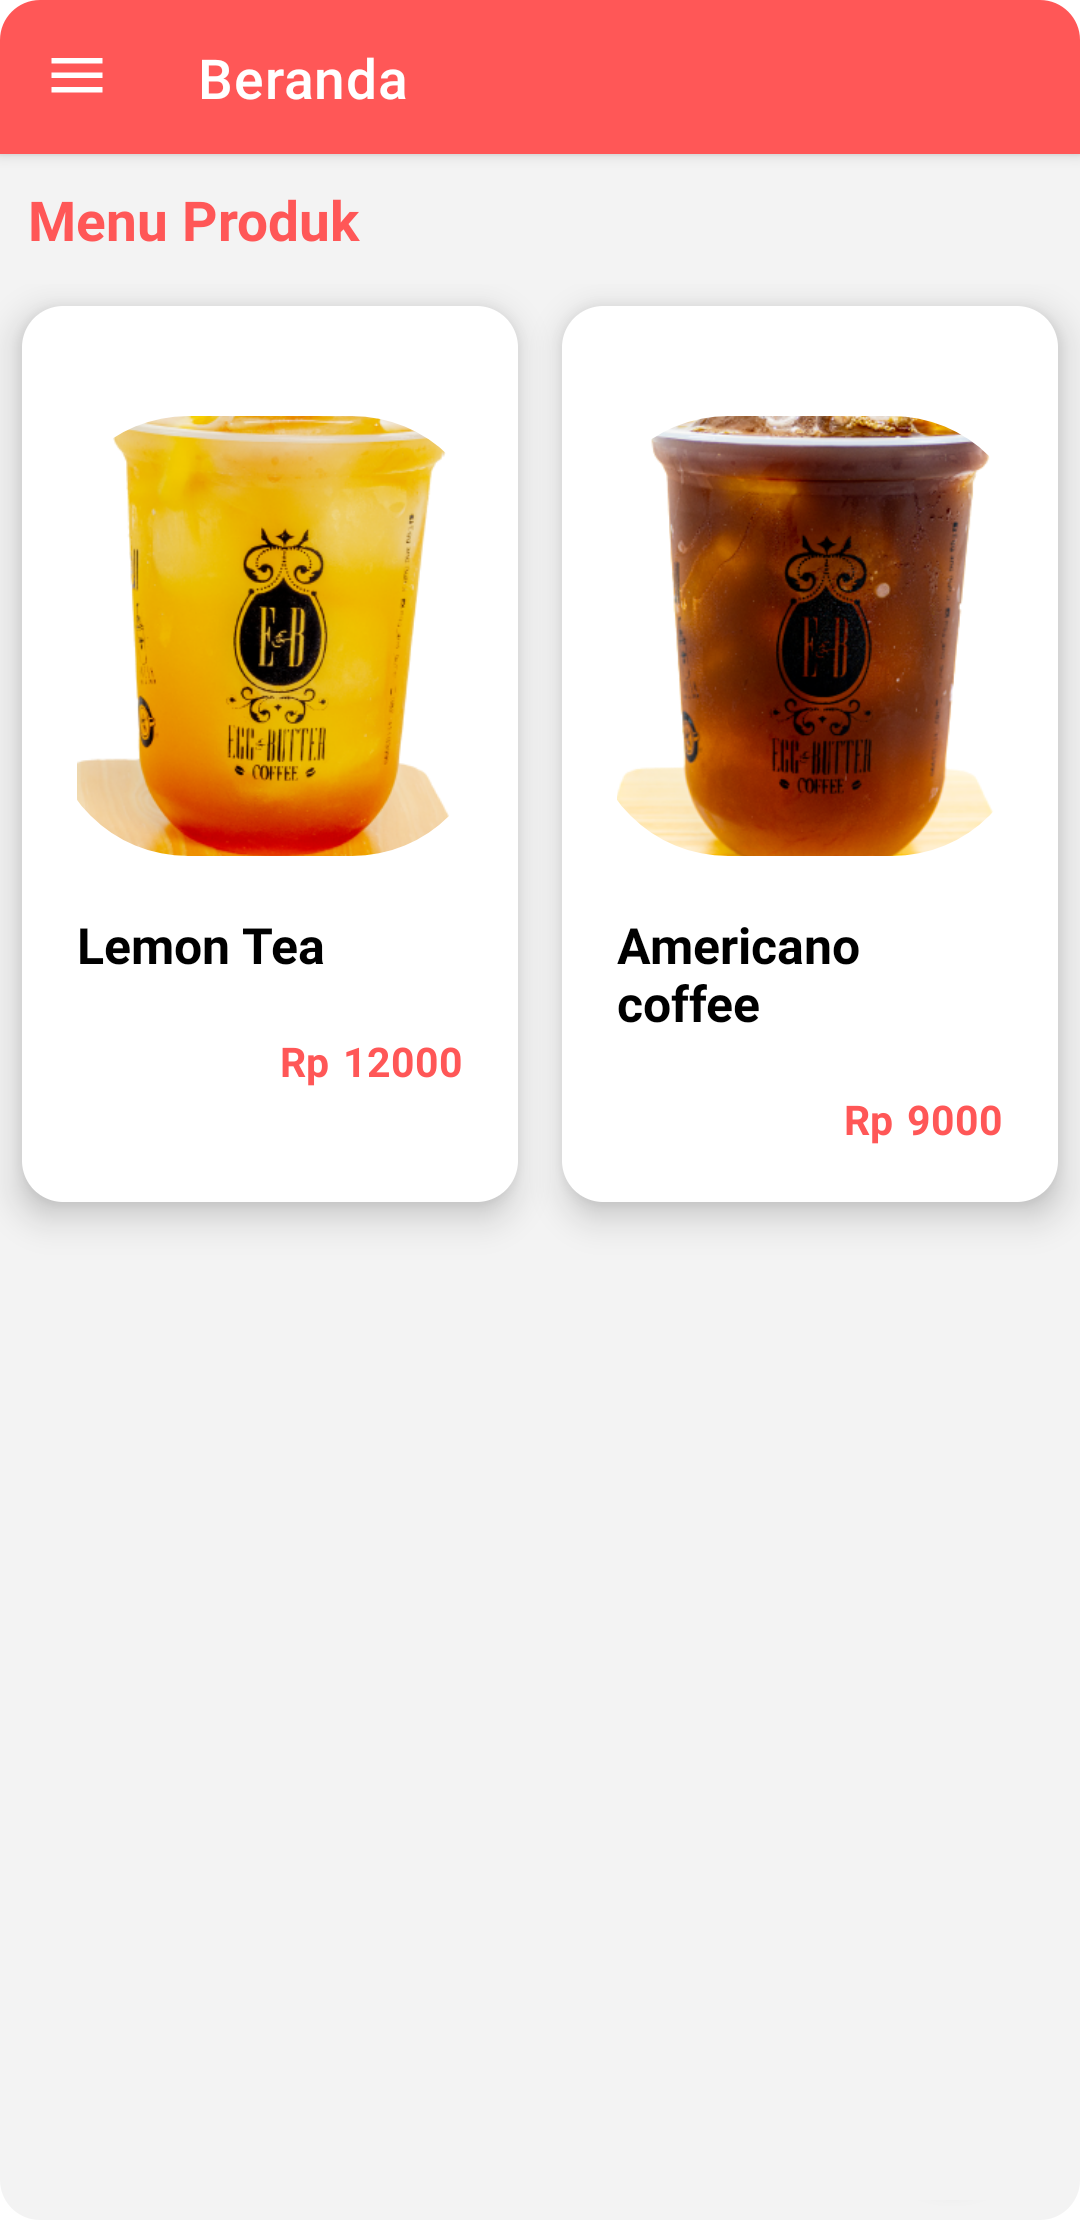 Beranda
Menu Produk
E&B
EGG & BUTTER
COFFEE
E&B
EGG & BUTTER
COFFEE
Lemon Tea
Americano
coffee
Rp 12000
Rp 9000